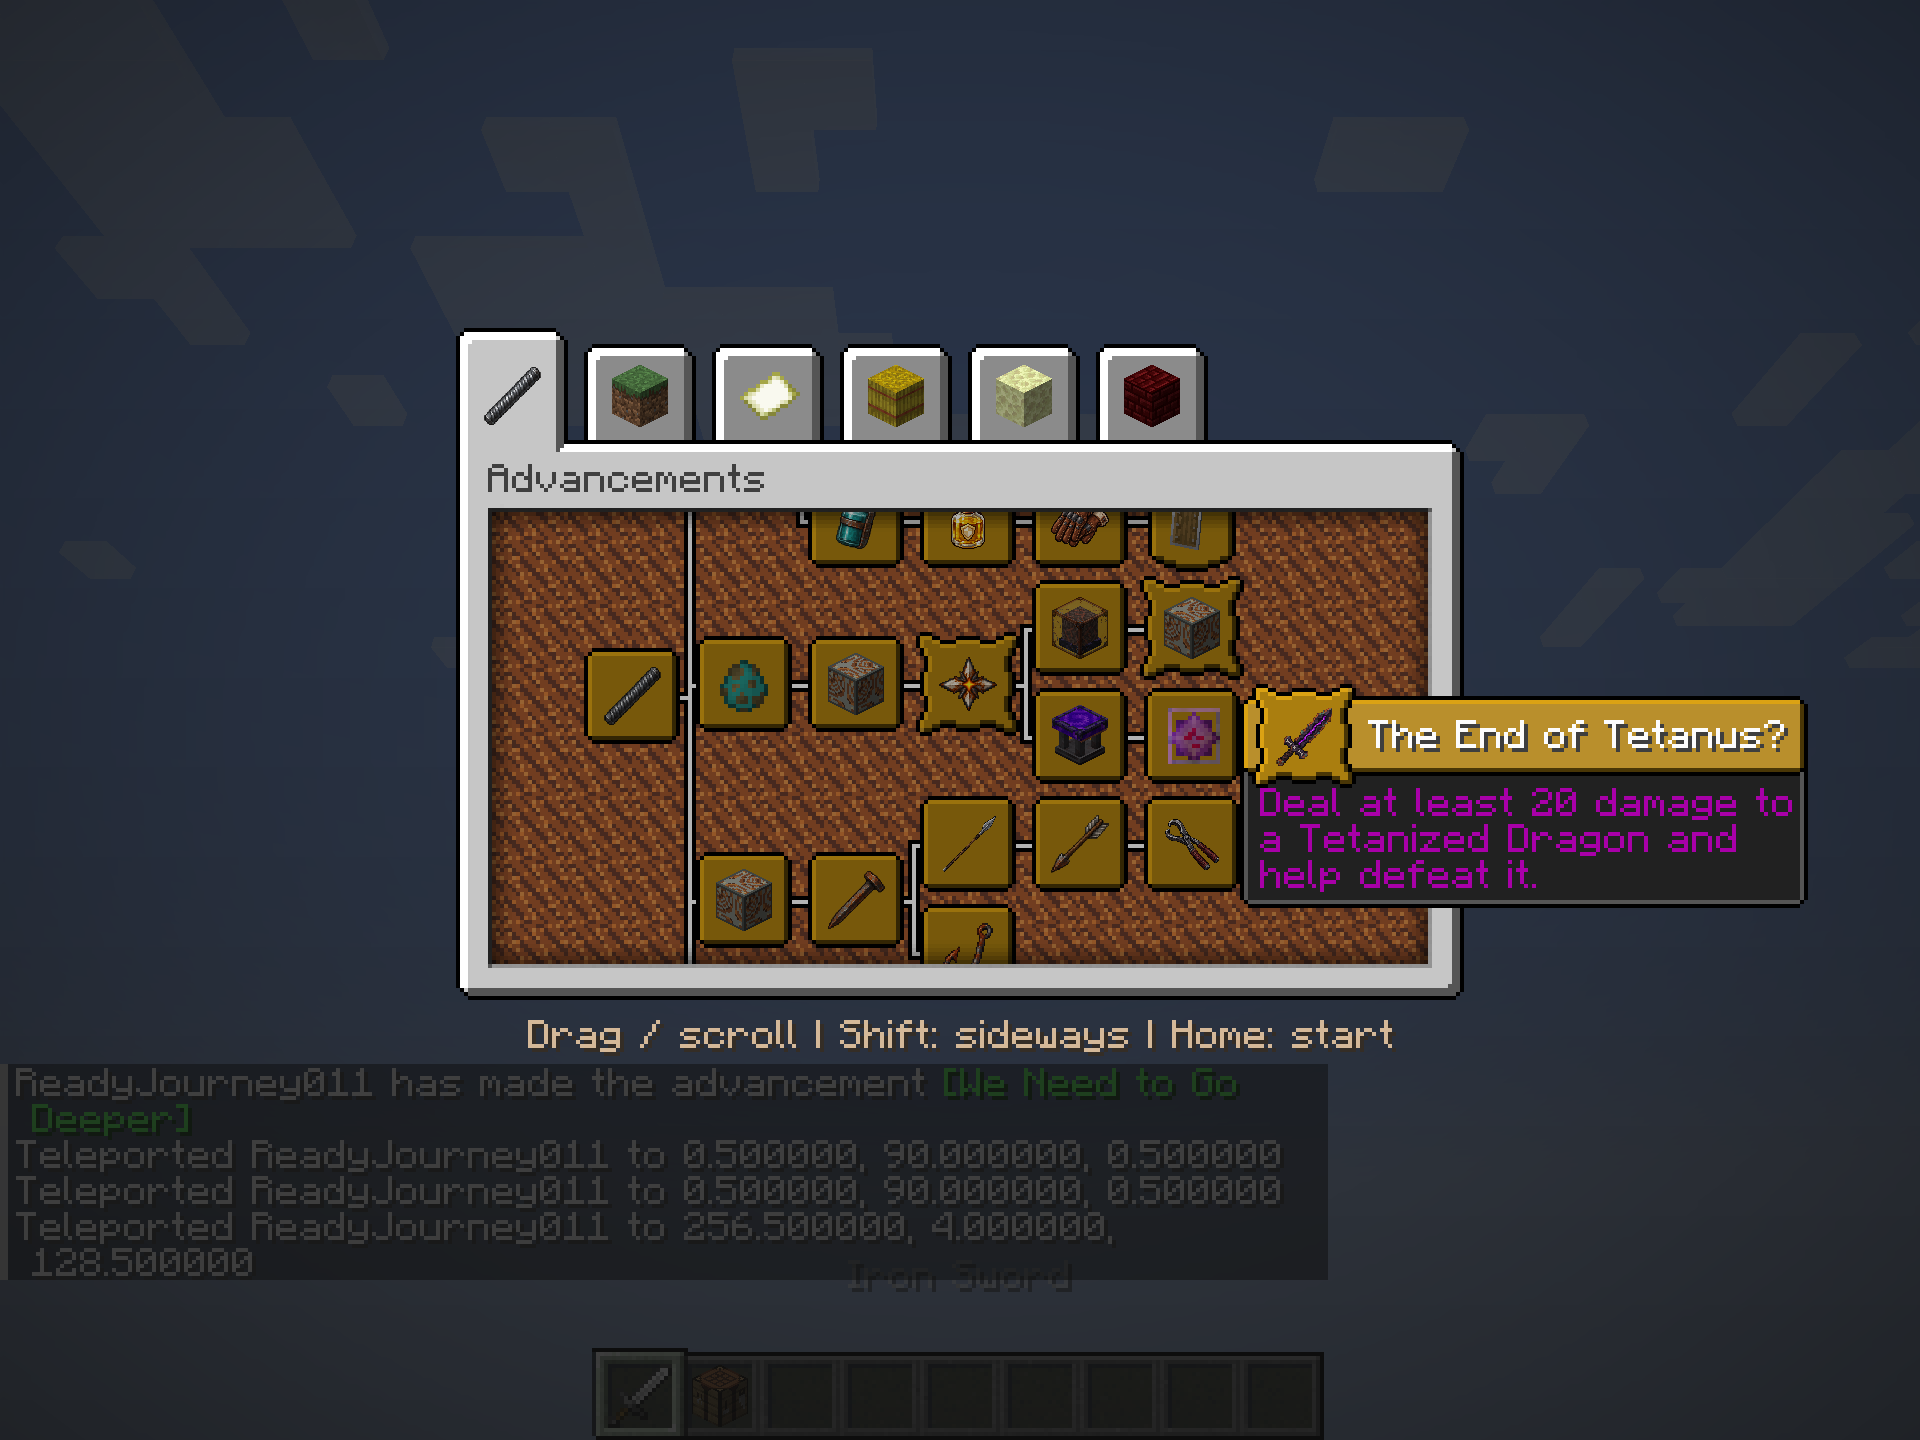 Advancements
The End of Tetanus?
Deal at least 20 damage to
a Tetanized Dragon and
help defeat it.
Drag / scroll | Shift: sideways | Home: start
ReadyJourney011 has made the advancement [We Need to Go
Deeper]
Teleported ReadyJourney011 to 0.500000, 90.000000, 0.500000
Teleported ReadyJourney011 to 0.500000, 90.000000, 0.500000
Teleported ReadyJourney011 to 256.500000, 4.000000,
128.500000
Iron Sword